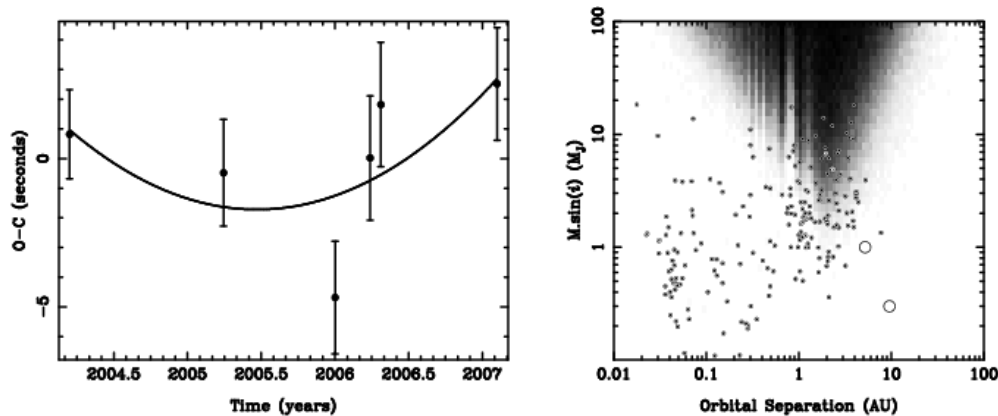 O-C (seconds)
0
-5
2004.5 2005 2005.5 2006 2006.5 2007
Time (years)
M.sin(i) (M_J)
100
10
1
0.01 0.1 1 10 100
Orbital Separation (AU)